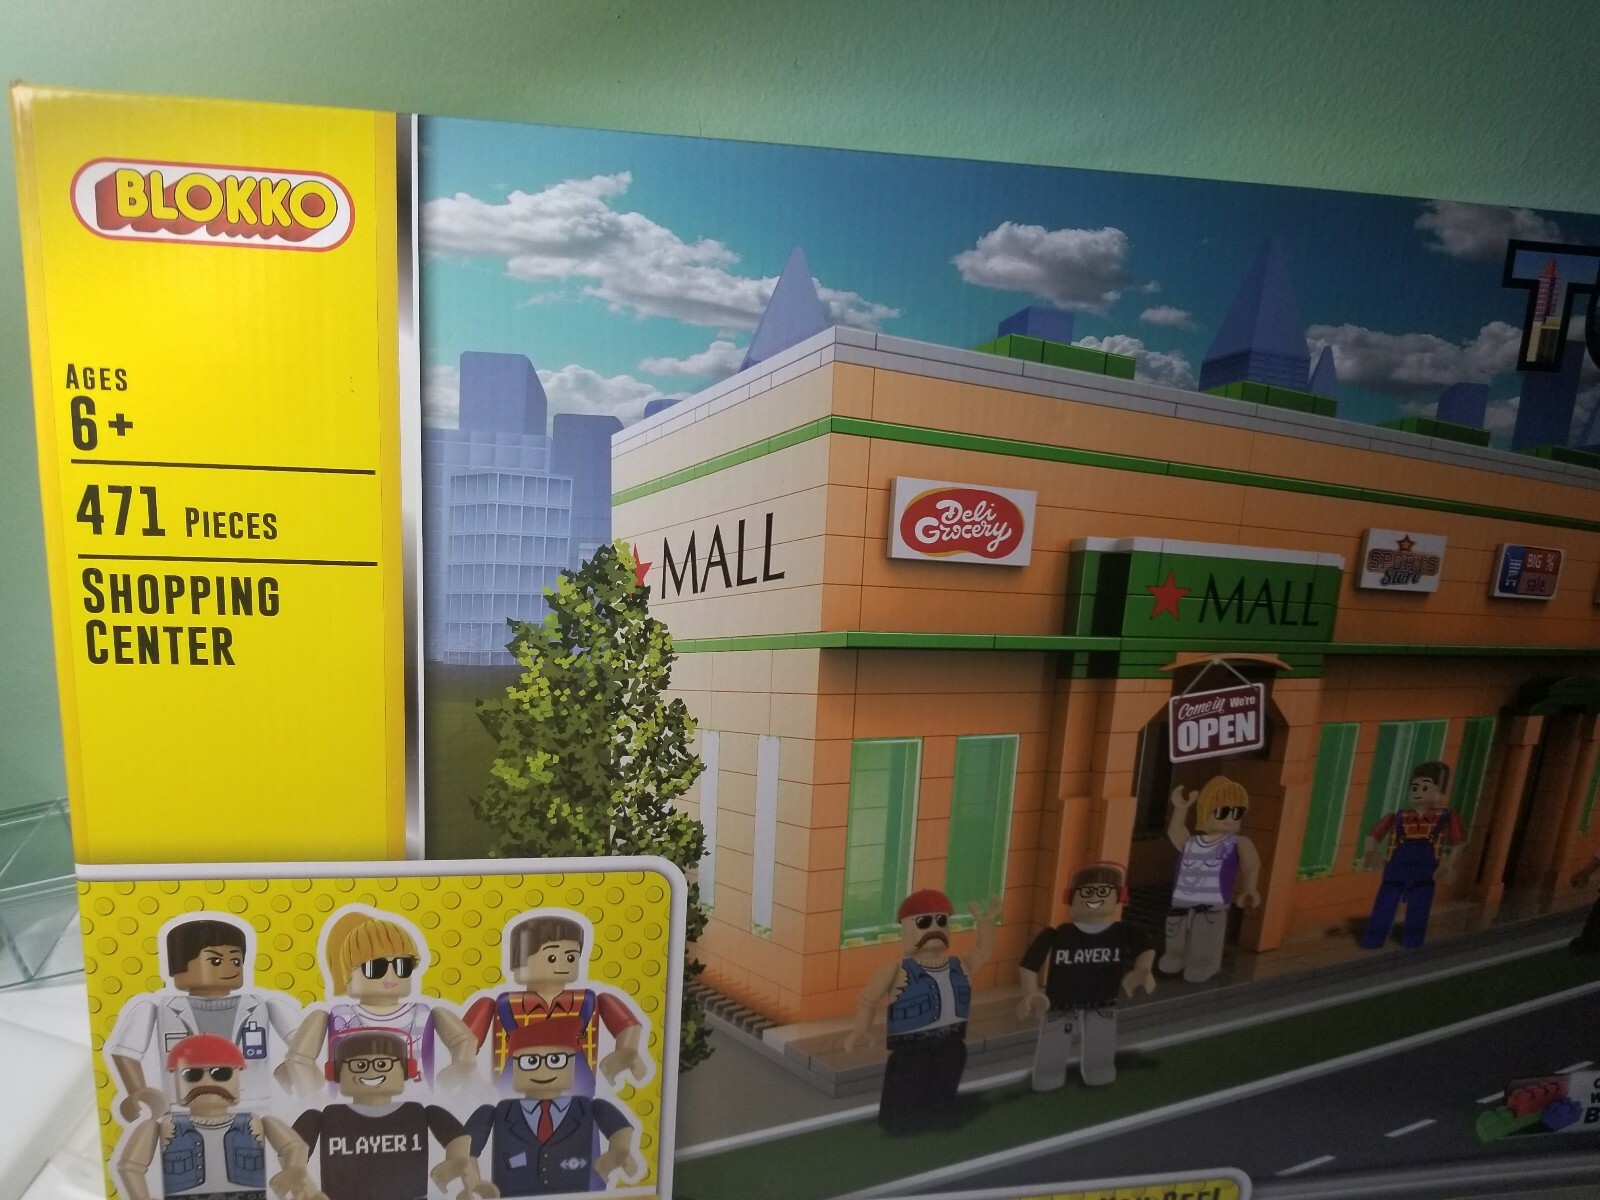 BLOKKO
AGES
6+
471 PIECES
SHOPPING
CENTER
MALL
Deli
Grocery
MALL
SPORTS
Store
BIG %
sale
Come in We're
OPEN
PLAYER 1
PLAYER 1